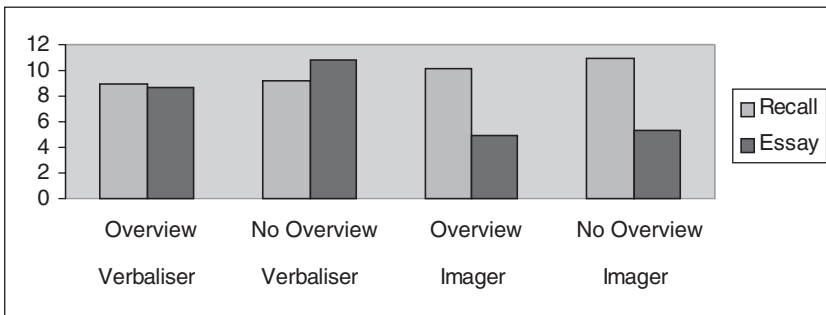 12
10
8
6
4
2
0
Recall
Essay
Overview No Overview Overview No Overview
Verbaliser Verbaliser Imager Imager